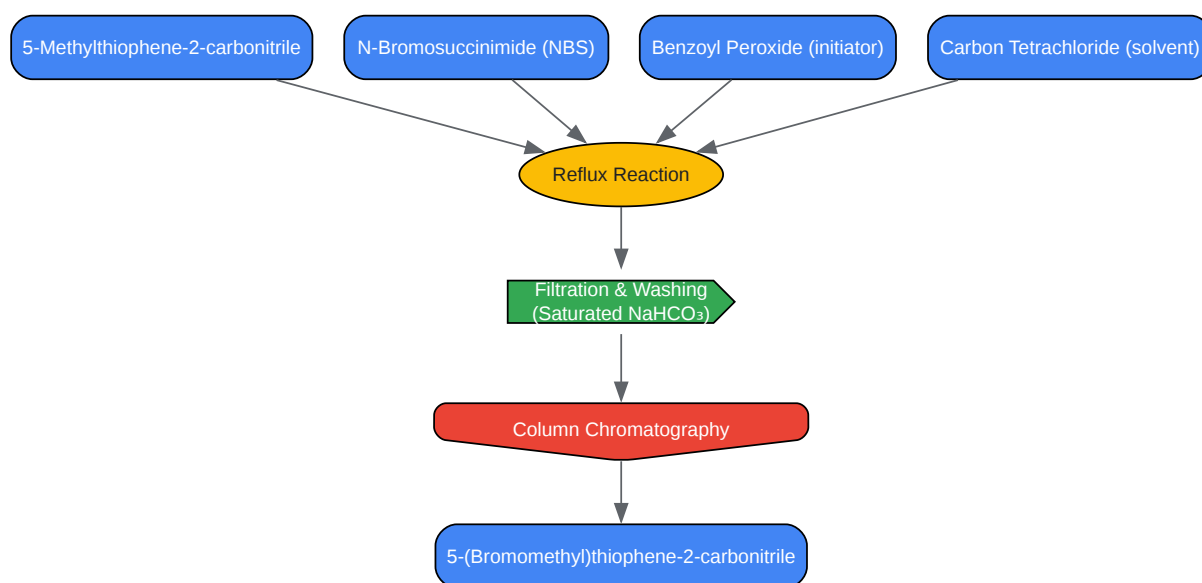 5-Methylthiophene-2-carbonitrile
N-Bromosuccinimide (NBS)
Benzoyl Peroxide (initiator)
Carbon Tetrachloride (solvent)
Reflux Reaction
Filtration & Washing
(Saturated NaHCO₃)
Column Chromatography
5-(Bromomethyl)thiophene-2-carbonitrile